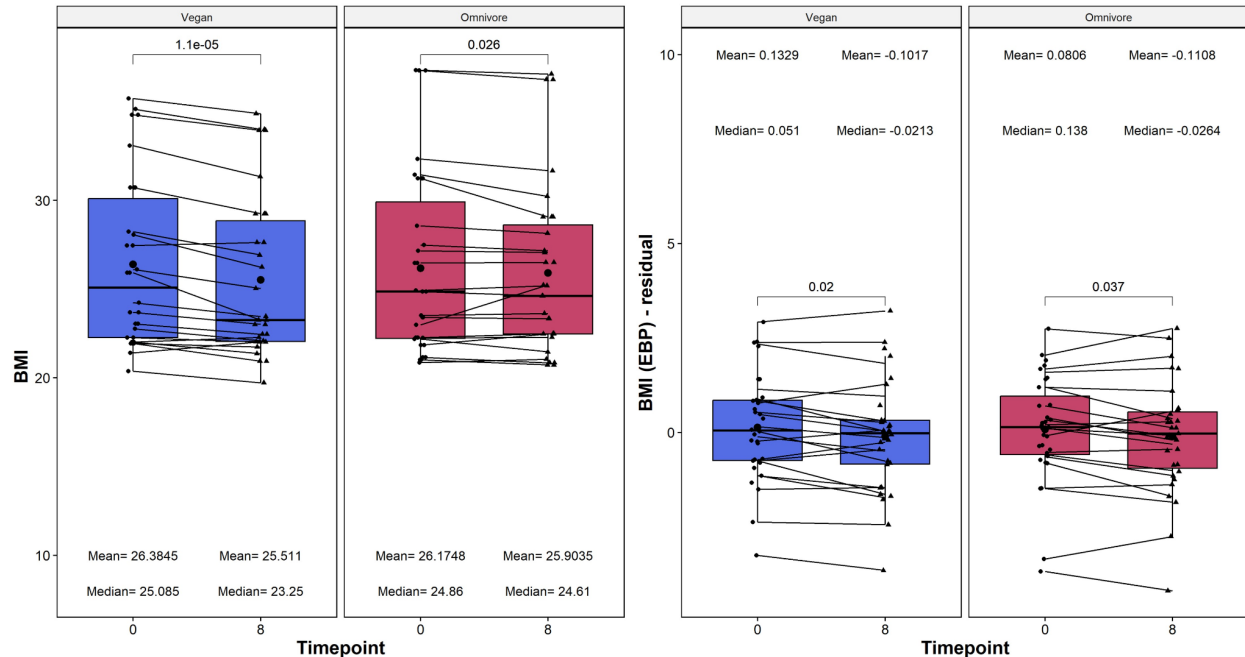 Vegan
Omnivore
1.1e-05
0.026
BMI
30
20
10
Mean= 26.3845
Mean= 25.511
Mean= 26.1748
Mean= 25.9035
Median= 25.085
Median= 23.25
Median= 24.86
Median= 24.61
0
8
0
8
Timepoint
Vegan
Omnivore
10
Mean= 0.1329
Mean= -0.1017
Mean= 0.0806
Mean= -0.1108
Median= 0.051
Median= -0.0213
Median= 0.138
Median= -0.0264
BMI (EBP) - residual
5
0.02
0.037
0
0
8
0
8
Timepoint